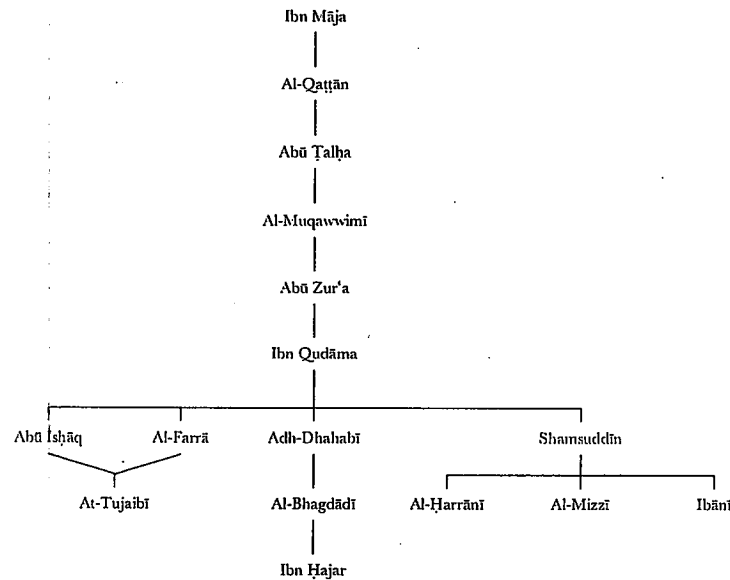 Ibn Māja
Al-Qaṭṭān
Abū Ṭalḥa
Al-Muqawwimī
Abū Zurʻa
Ibn Qudāma
Abū Isḥāq Al-Farrā Adh-Dhahabī Shamsuddīn
At-Tujaibī Al-Bhagdādī Al-Ḥarrānī Al-Mizzī Ibānī
Ibn Ḥajar